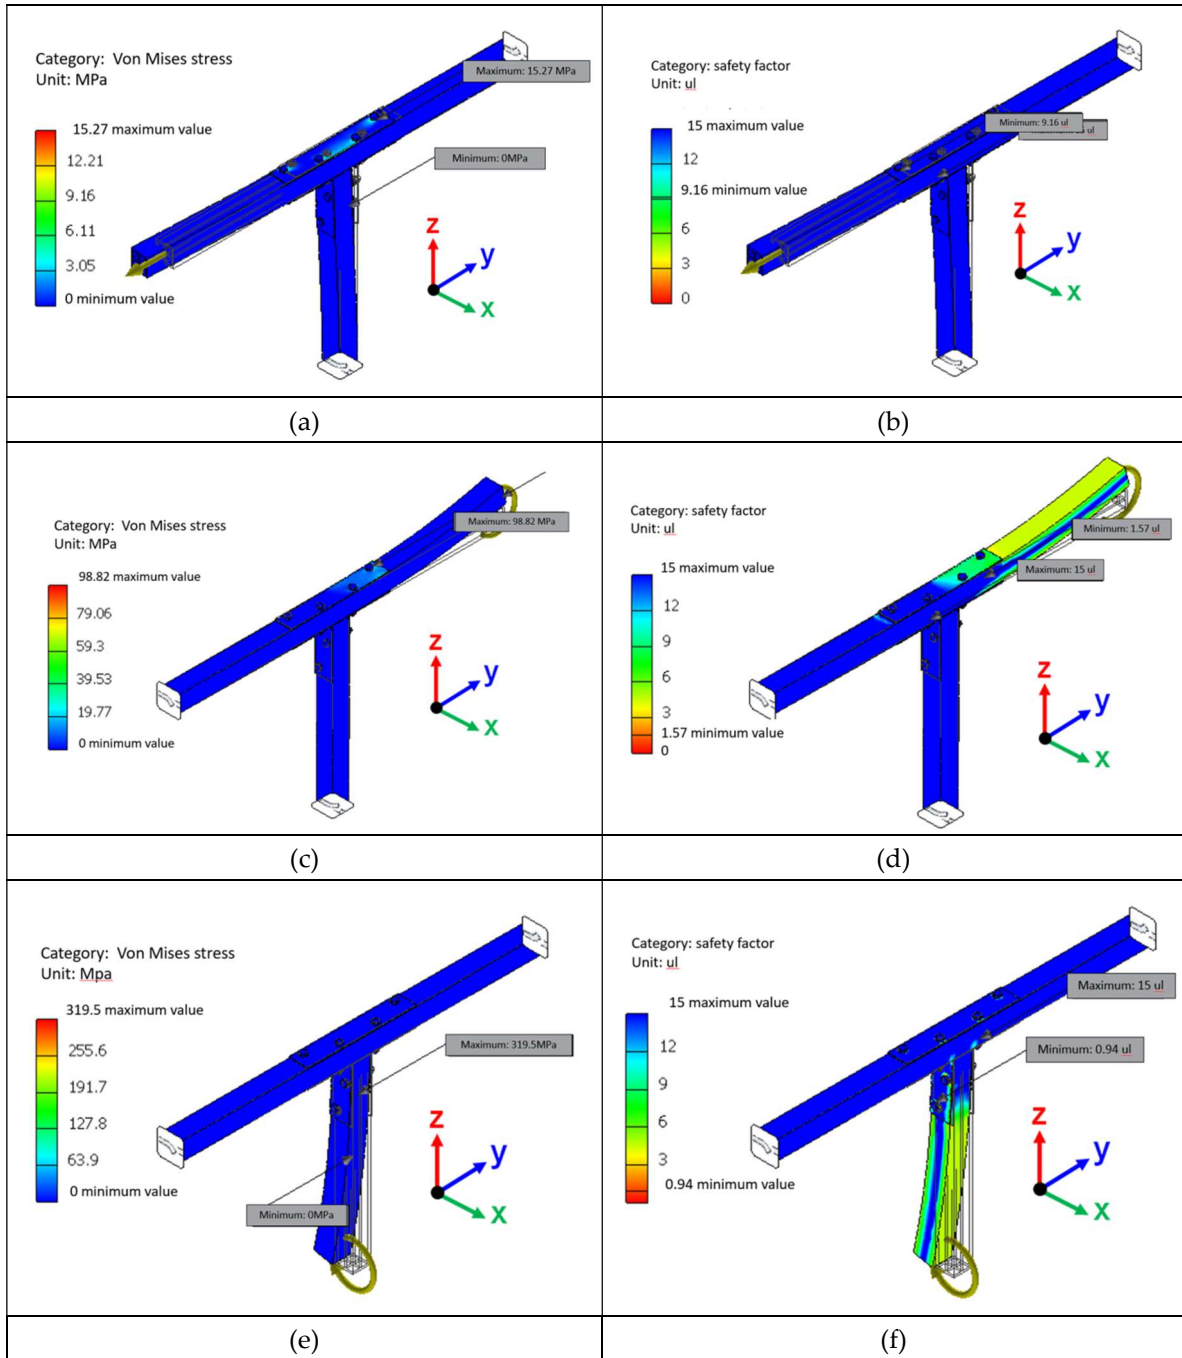 Category:  Von Mises stress
Unit: MPa
Maximum: 15.27 MPa
15.27 maximum value
12.21
9.16
6.11
3.05
0 minimum value
Minimum: 0MPa
z
y
x
(a)
Category: safety factor
Unit: ul
Minimum: 9.16 ul
ul
15 maximum value
12
9.16 minimum value
6
3
0
z
y
x
(b)
Category:  Von Mises stress
Unit: MPa
Maximum: 98.82 MPa
98.82 maximum value
79.06
59.3
39.53
19.77
0 minimum value
z
y
x
(c)
Category: safety factor
Unit: ul
Minimum: 1.57 ul
Maximum: 15 ul
15 maximum value
12
9
6
3
1.57 minimum value
0
z
y
x
(d)
Category:  Von Mises stress
Unit: Mpa
319.5 maximum value
255.6
191.7
127.8
63.9
0 minimum value
Maximum: 319.5MPa
Minimum: 0MPa
z
y
x
(e)
Category: safety factor
Unit: ul
Maximum: 15 ul
15 maximum value
12
9
6
3
0.94 minimum value
Minimum: 0.94 ul
z
y
x
(f)